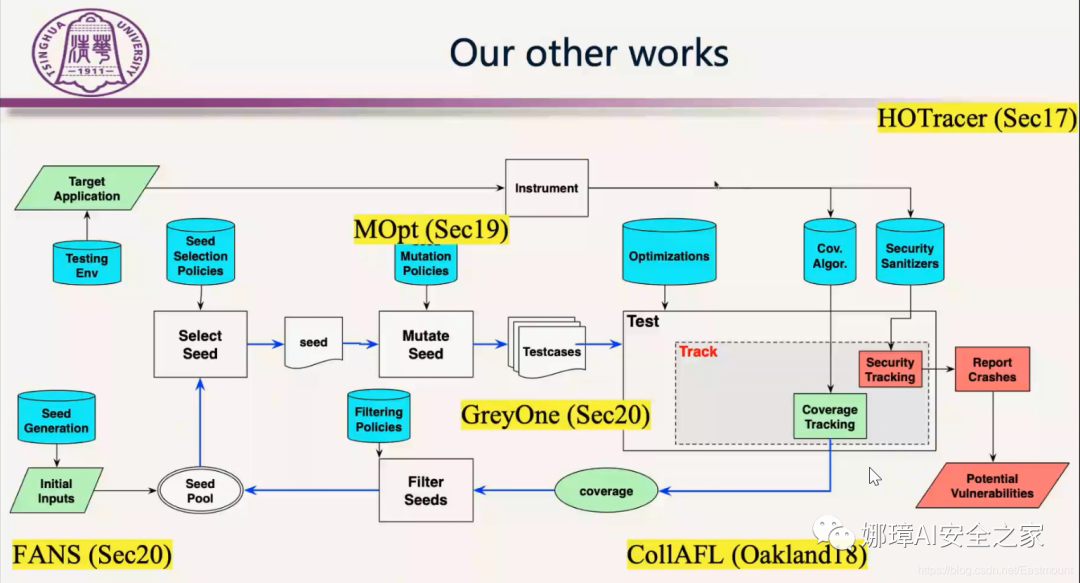 TSINGHUA UNIVERSITY
清華
-1911-
Our other works
HOTracer (Sec17)
Target
Application
Instrument
MOpt (Sec19)
Testing
Env
Seed
Selection
Policies
Mutation
Policies
Optimizations
Cov.
Algor.
Security
Sanitizers
Select
Seed
seed
Mutate
Seed
Testcases
Test
Track
Security
Tracking
Report
Crashes
Coverage
Tracking
Seed
Generation
Filtering
Policies
GreyOne (Sec20)
Initial
Inputs
Seed
Pool
Filter
Seeds
coverage
Potential
Vulnerabilities
FANS (Sec20)
CollAFL (Oakland18)
娜璋AI安全之家
https://blog.csdn.net/Eastmount